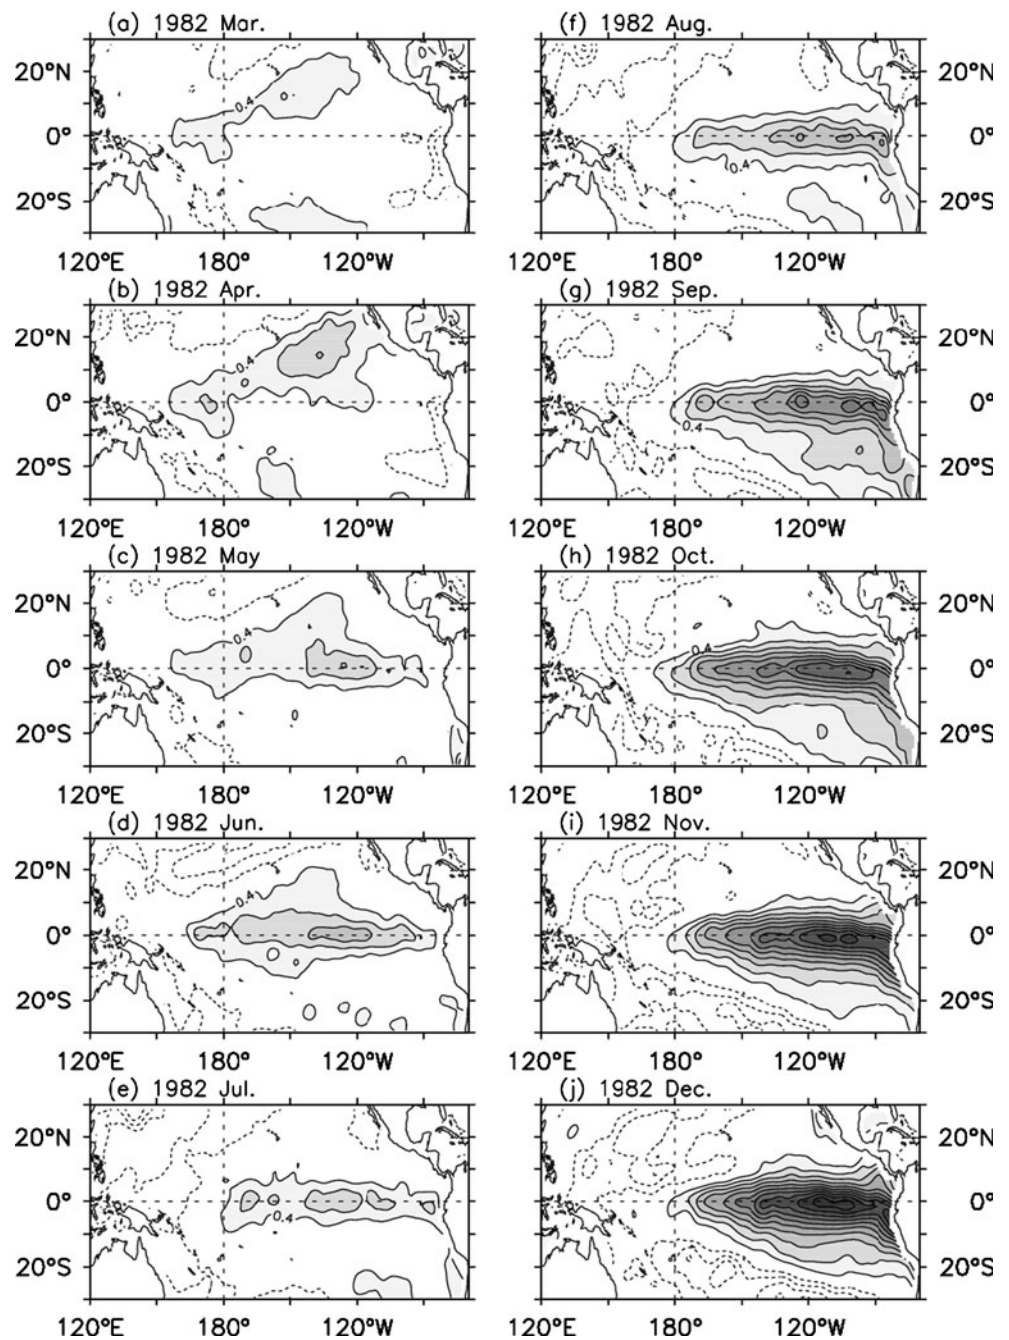 (a) 1982 Mar.
20°N
0.4
0°
20°S
120°E 180° 120°W
(b) 1982 Apr.
20°N
0.4
0°
20°S
120°E 180° 120°W
(c) 1982 May
20°N
0.4
0°
20°S
120°E 180° 120°W
(d) 1982 Jun.
20°N
0.4
0°
20°S
120°E 180° 120°W
(e) 1982 Jul.
20°N
0°
0.4
20°S
120°E 180° 120°W
(f) 1982 Aug.
20°N
0°
0.4
20°S
120°E 180° 120°W
(g) 1982 Sep.
20°N
0°
0.4
20°S
120°E 180° 120°W
(h) 1982 Oct.
20°N
0.4
0°
20°S
120°E 180° 120°W
(i) 1982 Nov.
20°N
0°
20°S
120°E 180° 120°W
(j) 1982 Dec.
20°N
0°
20°S
120°E 180° 120°W